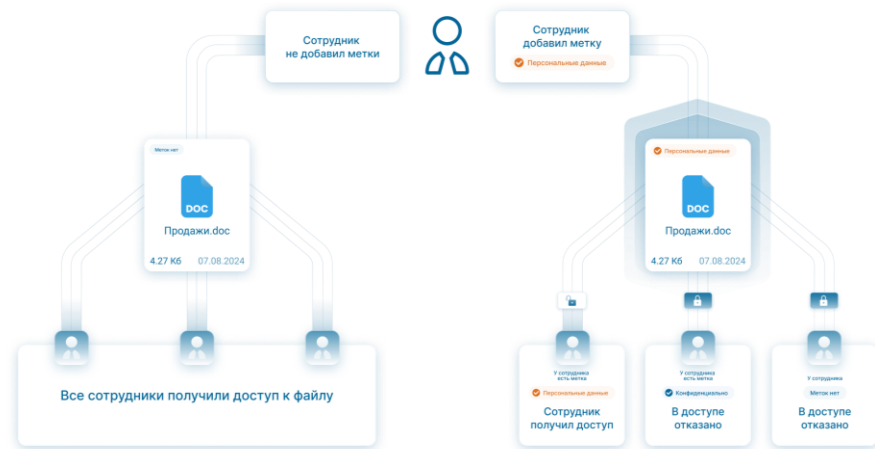 Сотрудник
не добавил метки
Сотрудник
добавил метку
Персональные данные
Меток нет
DOC
Продажи.doc
4.27 Кб 07.08.2024
Персональные данные
DOC
Продажи.doc
4.27 Кб 07.08.2024
Все сотрудники получили доступ к файлу
У сотрудника
есть метка
Персональные данные
Сотрудник
получил доступ
У сотрудника
есть метка
Конфиденциально
В доступе
отказано
У сотрудника
Меток нет
В доступе
отказано